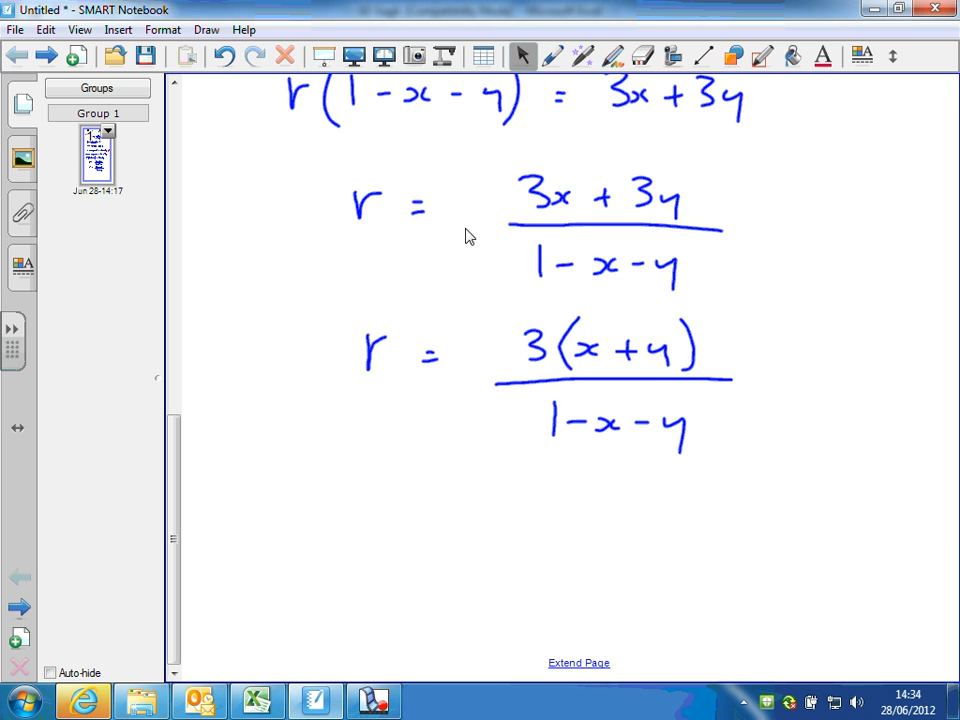 Untitled * - SMART Notebook
File Edit View Insert Format Draw Help
Groups
Group 1
1
Jun 28-14:17
r(1 - x - y) = 3x + 3y
r = 3x + 3y
1 - x - y
r = 3(x + y)
1 - x - y
Extend Page
Auto-hide
14:34
28/06/2012